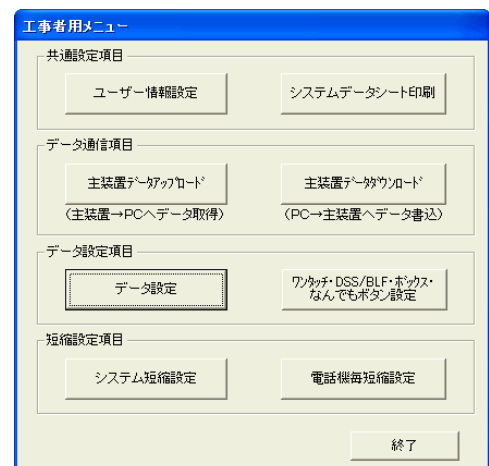 工事者用メニュー
共通設定項目
ユーザー情報設定
システムデータシート印刷
データ通信項目
主装置ﾃﾞｰﾀｱｯﾌﾟﾛｰﾄﾞ
主装置ﾃﾞｰﾀﾀﾞｳﾝﾛｰﾄﾞ
(主装置→PCへデータ取得)
(PC→主装置へデータ書込)
データ設定項目
データ設定
ﾜﾝﾀｯﾁ・DSS/BLF・ﾎﾞｯｸｽ・
なんでもボタン設定
短縮設定項目
システム短縮設定
電話機毎短縮設定
終了